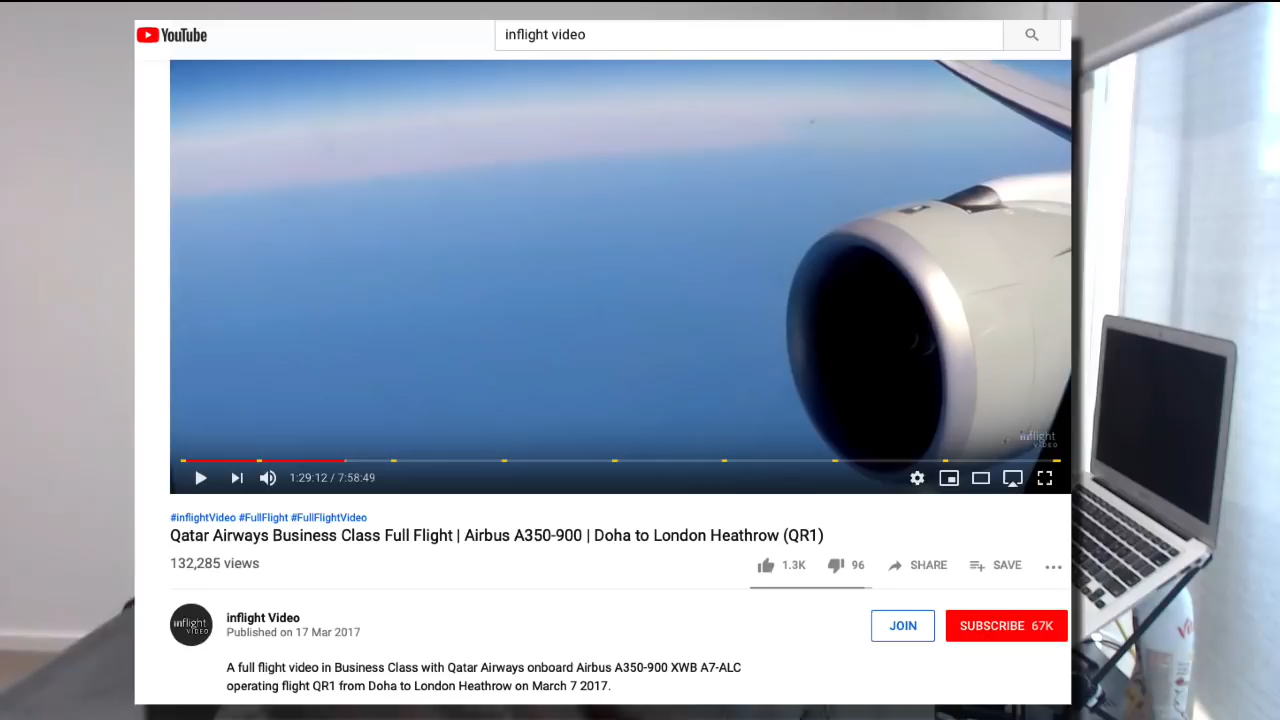 YouTube
inflight video
inflight
VIDEO
1:29:12 / 7:58:49
#inflightVideo #FullFlight #FullFlightVideo
Qatar Airways Business Class Full Flight | Airbus A350-900 | Doha to London Heathrow (QR1)
132,285 views
1.3K 96 SHARE SAVE
inflight
VIDEO
inflight Video
Published on 17 Mar 2017
JOIN SUBSCRIBE 67K
A full flight video in Business Class with Qatar Airways onboard Airbus A350-900 XWB A7-ALC
operating flight QR1 from Doha to London Heathrow on March 7 2017.